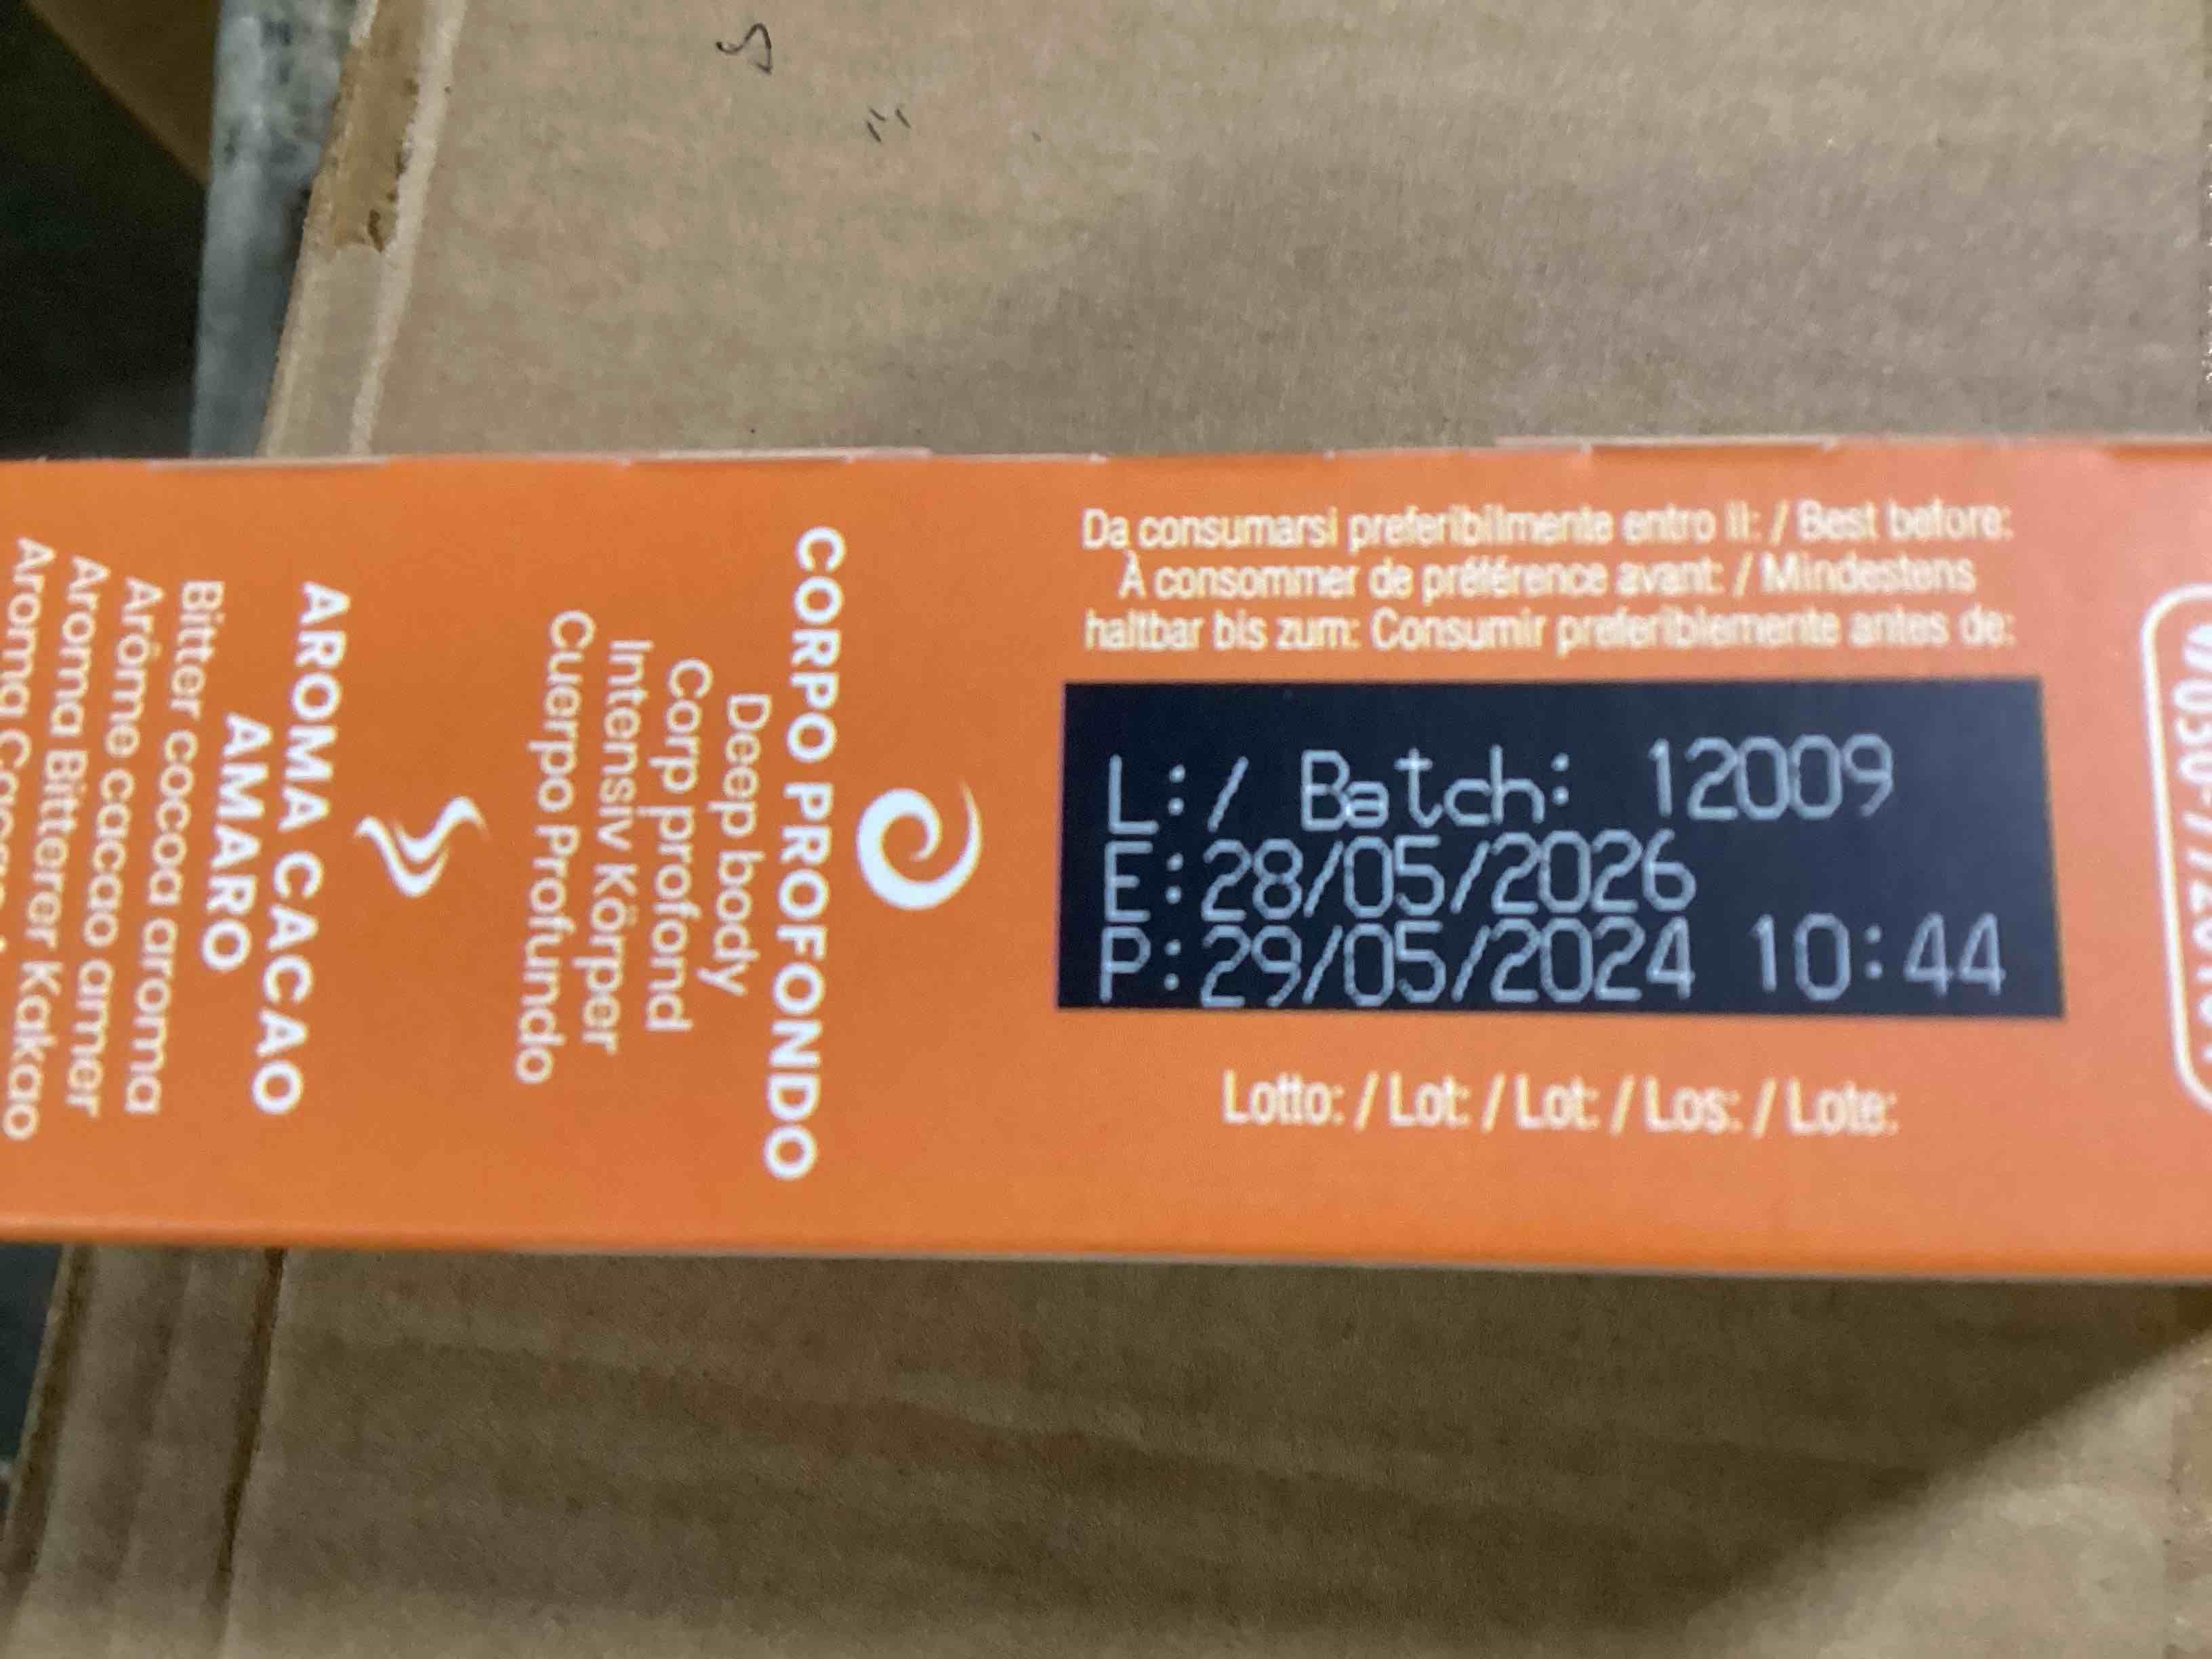 Da consumarsi preferibilmente entro il: / Best before:
À consommer de préférence avant: / Mindestens
haltbar bis zum: Consumir preferiblemente antes de:
L:/ Batch: 12009
E:28/05/2026
P:29/05/2024 10:44
Lotto: / Lot: / Lot: / Los: / Lote:
CORPO PROFONDO
Deep body
Corp profond
Intensiv Körper
Cuerpo Profundo
AROMA CACAO
AMARO
Bitter cocoa aroma
Arôme cacao amer
Aroma Bitterer Kakao
Aroma